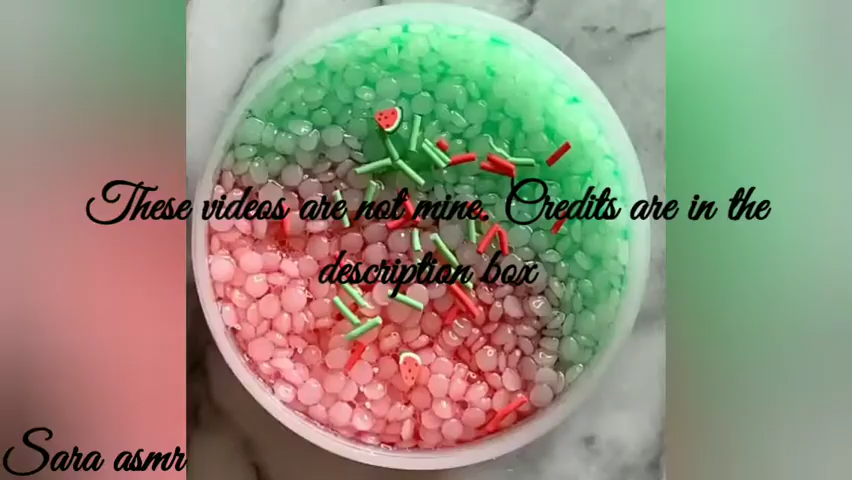 These videos are not mine. Credits are in the
description box
Sara asmr